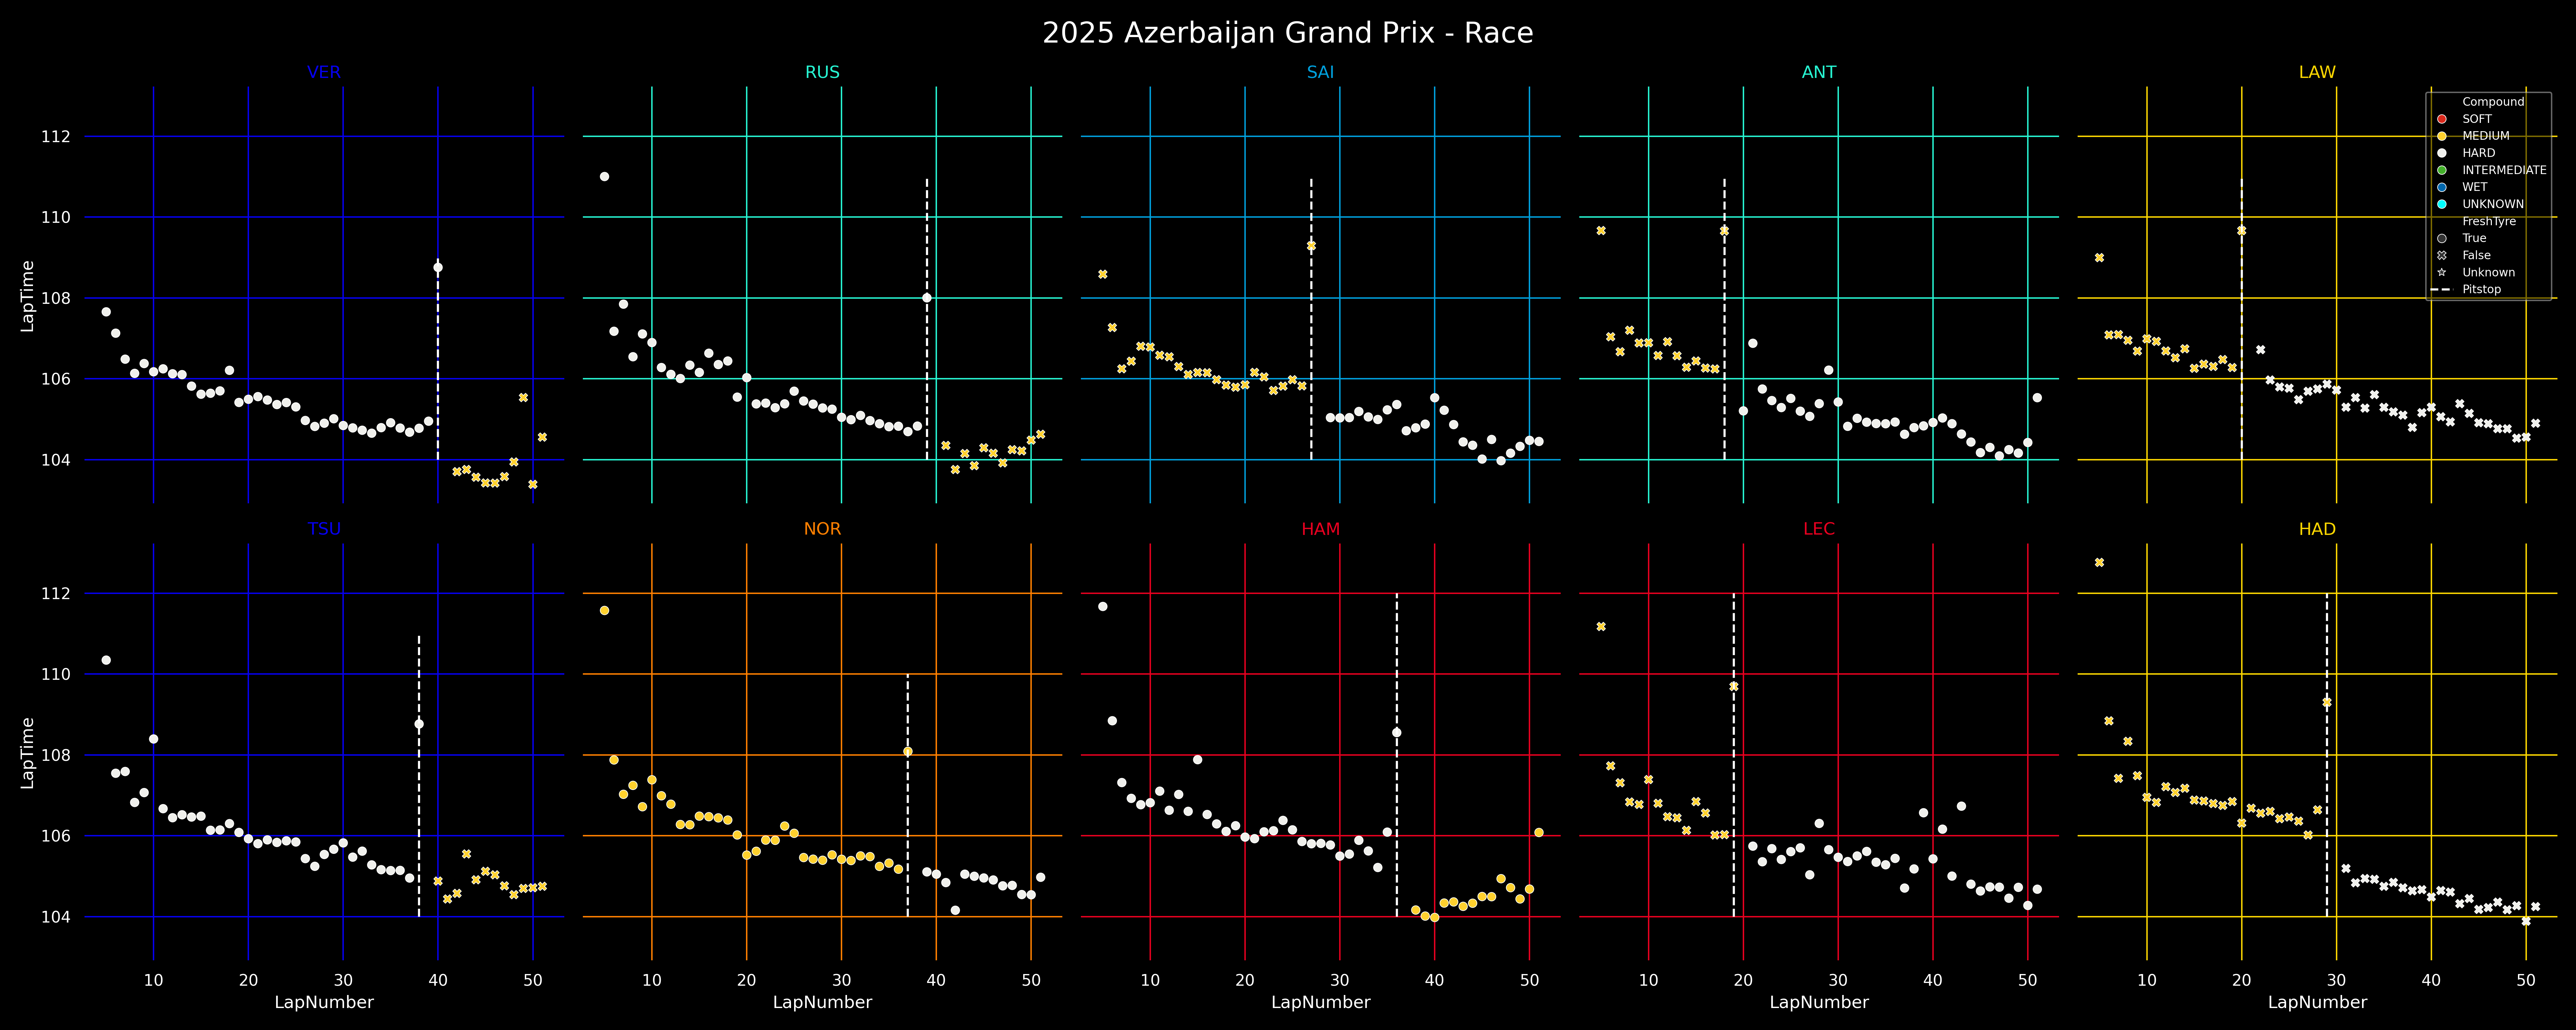 2025 Azerbaijan Grand Prix - Race
VER
RUS
SAI
ANT
LAW
LapTime
112
110
108
106
104
Compound
SOFT
MEDIUM
HARD
INTERMEDIATE
WET
UNKNOWN
FreshTyre
True
False
Unknown
Pitstop
TSU
NOR
HAM
LEC
HAD
LapTime
112
110
108
106
104
10 20 30 40 50
10 20 30 40 50
10 20 30 40 50
10 20 30 40 50
10 20 30 40 50
LapNumber
LapNumber
LapNumber
LapNumber
LapNumber